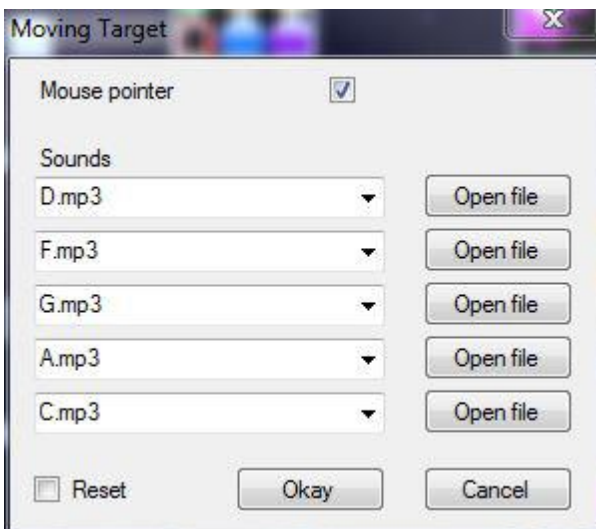 Moving Target
Mouse pointer
Sounds
D.mp3 Open file
F.mp3 Open file
G.mp3 Open file
A.mp3 Open file
C.mp3 Open file
Reset Okay Cancel